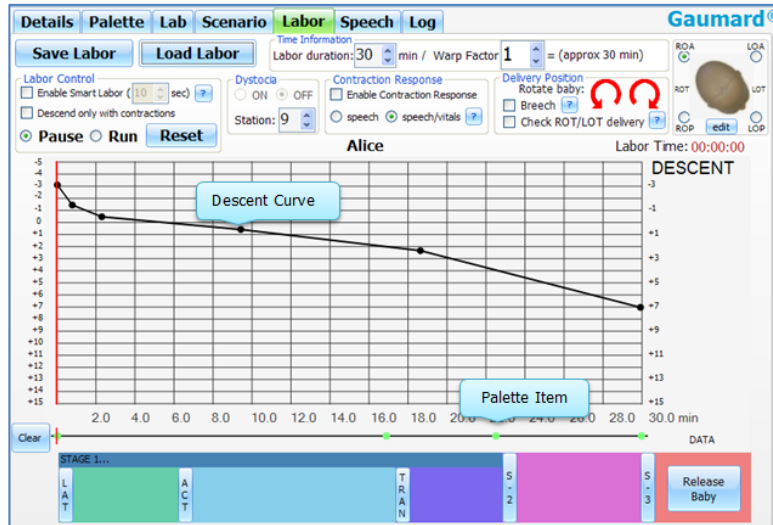 Details Palette Lab Scenario Labor Speech Log Gaumard®
Save Labor Load Labor
Time Information
Labor duration: 30 min / Warp Factor 1 = (approx 30 min)
ROA LOA
ROT LOT
ROP edit LOP
Labor Control
Enable Smart Labor ( 10 sec) ?
Descend only with contractions
Pause Run Reset
Dystocia
ON OFF
Station: 9
Contraction Response
Enable Contraction Response
speech speech/vitals ?
Delivery Position
Rotate baby:
Breech ?
Check ROT/LOT delivery ?
Alice Labor Time: 00:00:00
DESCENT
-5
-4
-3 -3
-2
-1 -1
0
+1 +1
+2
+3 +3
+4
+5 +5
+6
+7 +7
+8
+9 +9
+10
+11 +11
+12
+13 +13
+14
+15 +15
Descent Curve
Palette Item
2.0 4.0 6.0 8.0 10.0 12.0 14.0 16.0 18.0 20.0 22.0 24.0 26.0 28.0 30.0 min
Clear DATA
STAGE 1...
LAT ACT TRAN S-2 S-3
Release
Baby